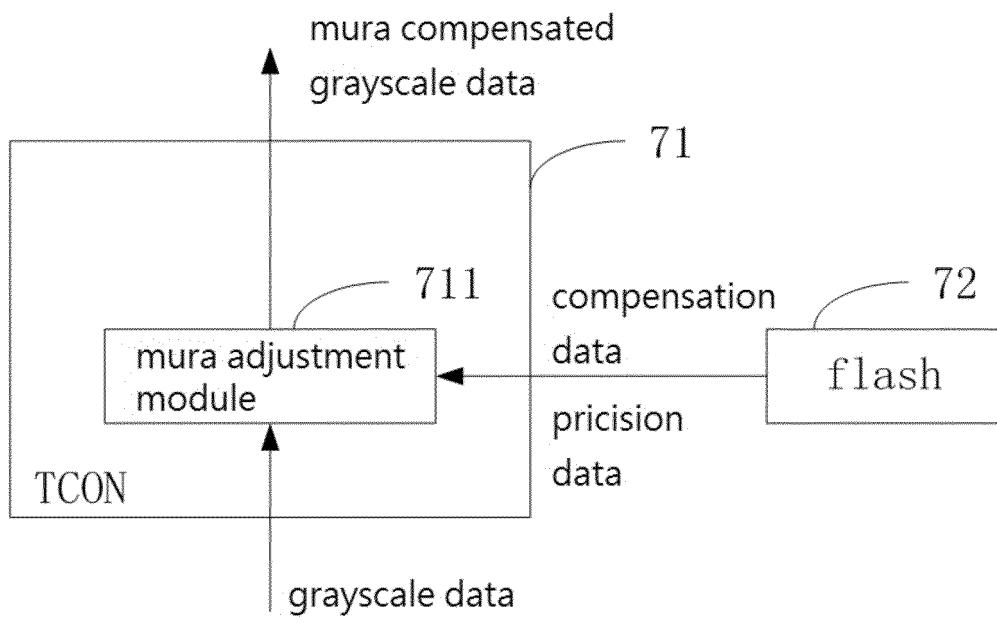 mura compensated
grayscale data
71
711
compensation
data
72
mura adjustment
module
flash
pricision
data
TCON
grayscale data